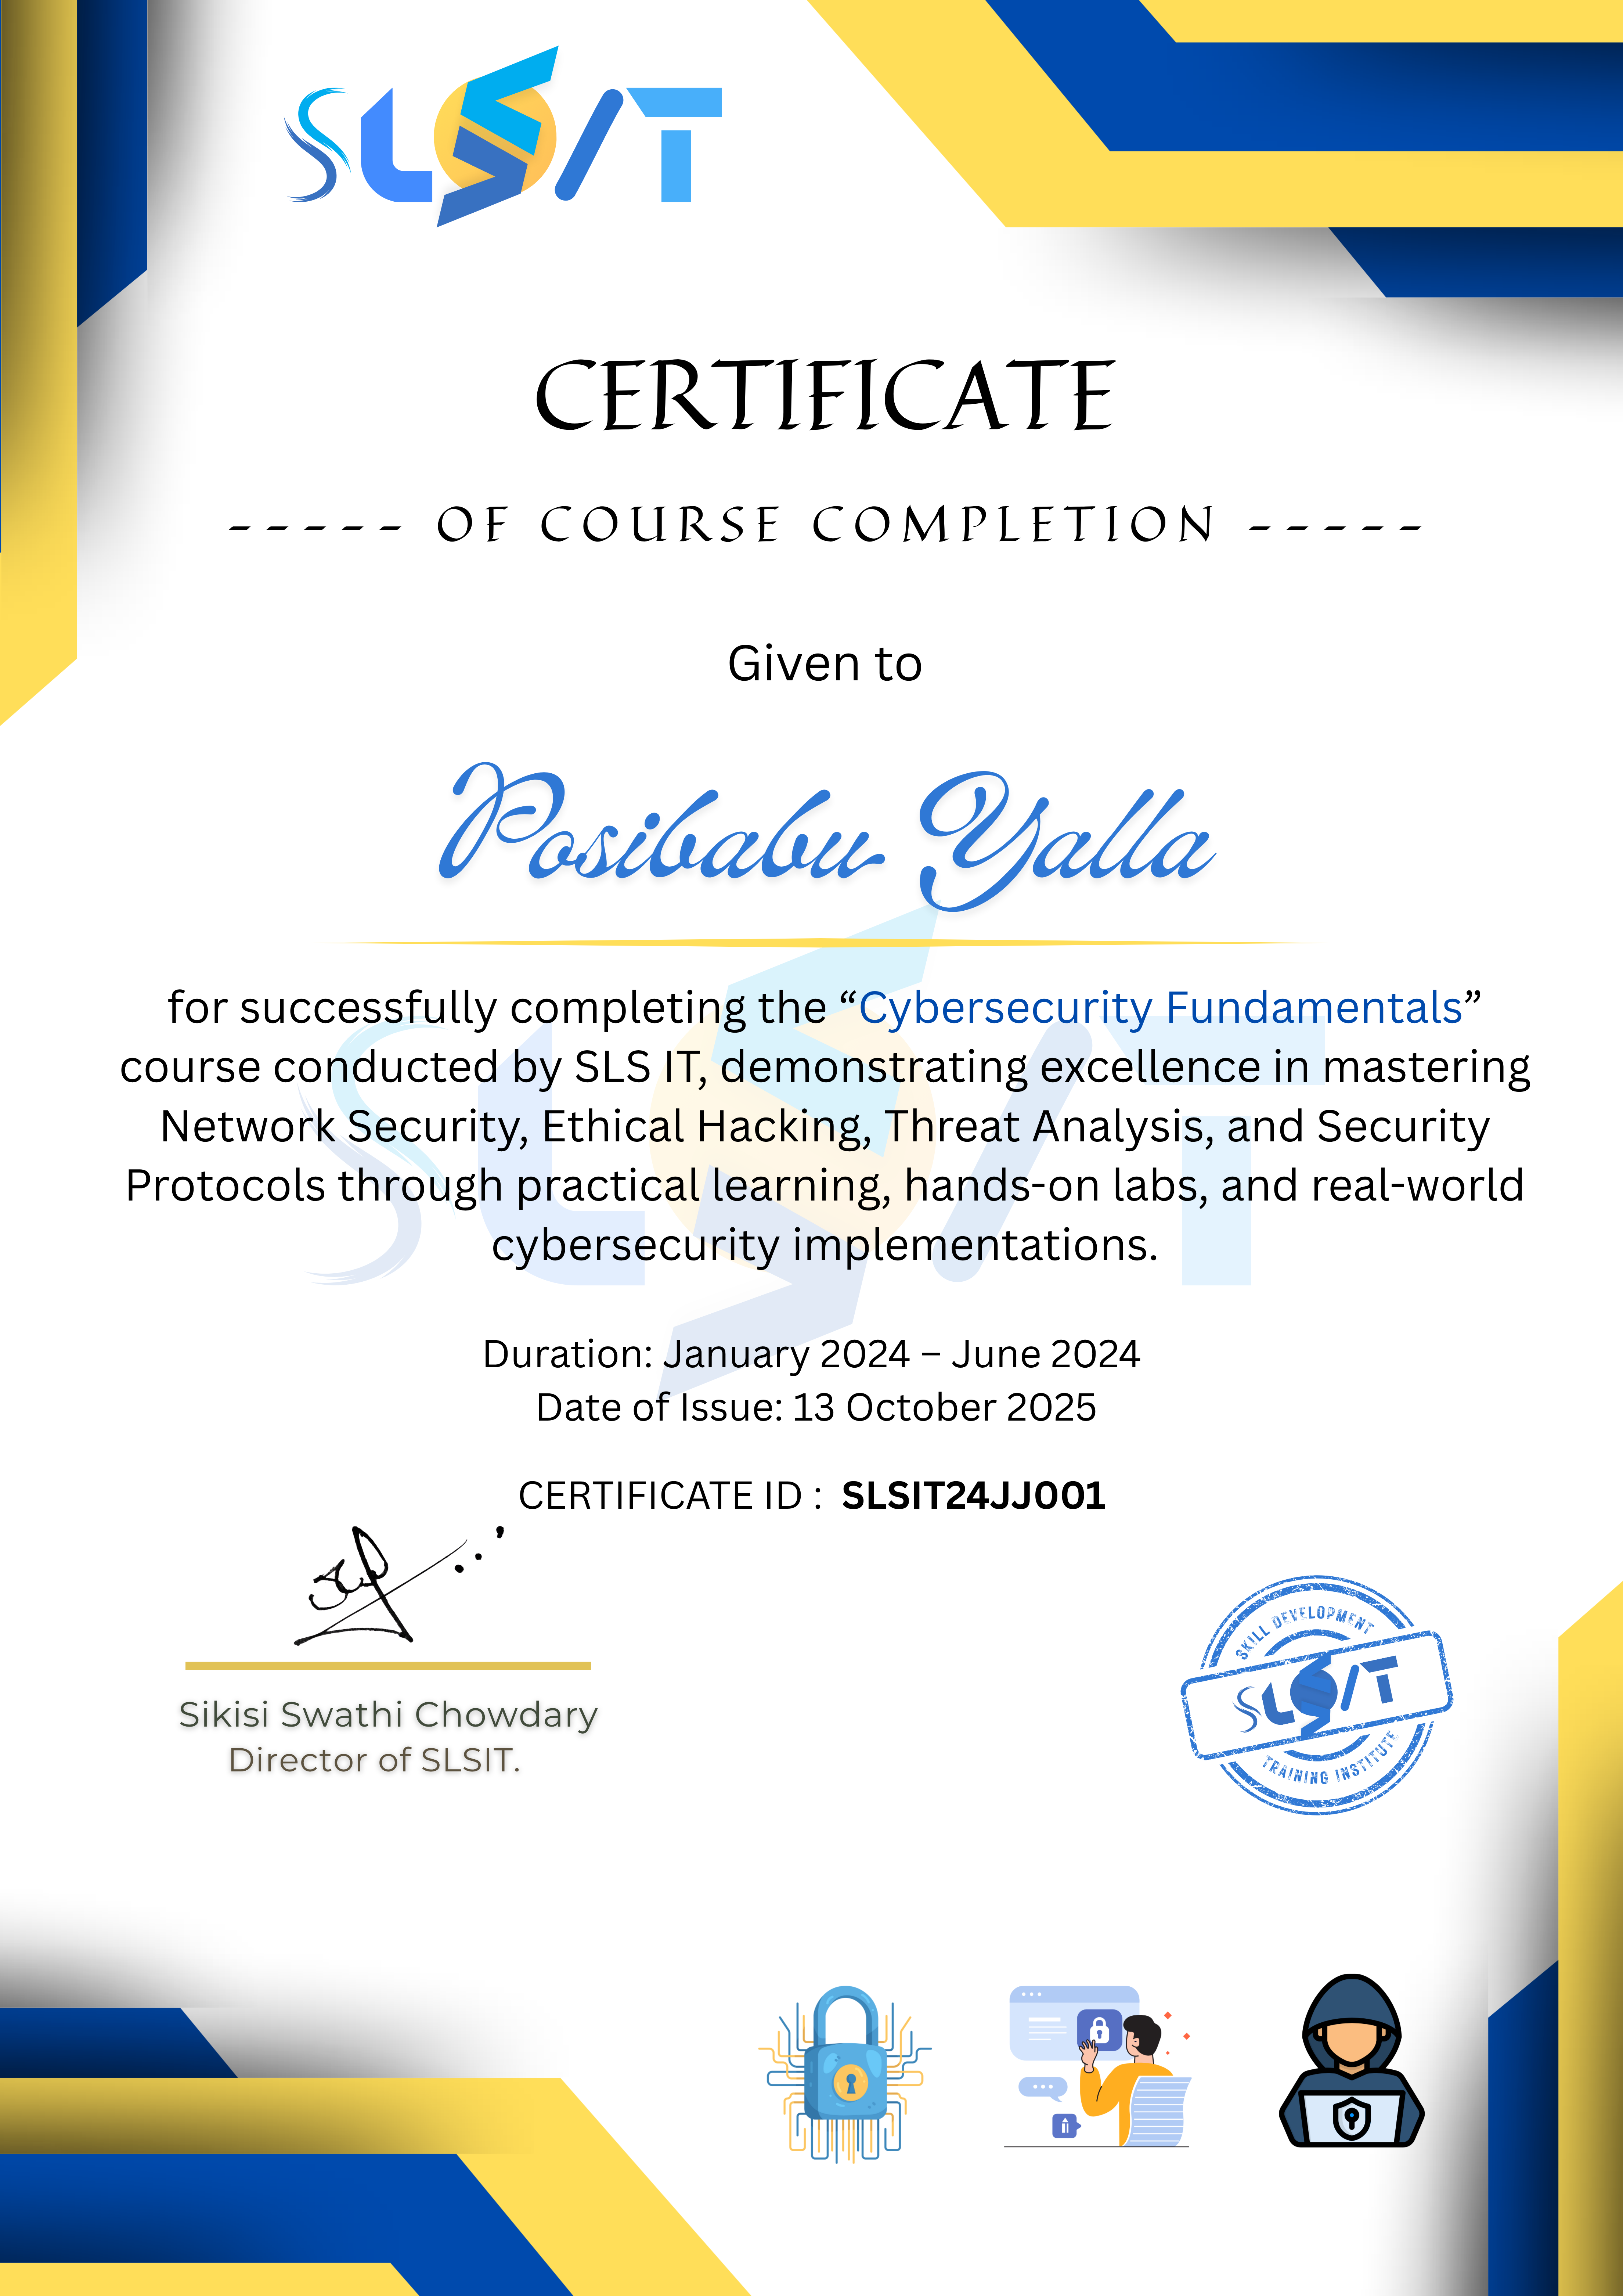 SLSIT
CERTIFICATE
----- OF COURSE COMPLETION -----
Given to
Posibabu Yalla
for successfully completing the “Cybersecurity Fundamentals”
course conducted by SLS IT, demonstrating excellence in mastering
Network Security, Ethical Hacking, Threat Analysis, and Security
Protocols through practical learning, hands-on labs, and real-world
cybersecurity implementations.
Duration: January 2024 – June 2024
Date of Issue: 13 October 2025
CERTIFICATE ID : SLSIT24JJ001
Sikisi Swathi Chowdary
Director of SLSIT.
SKILL DEVELOPMENT
SLSIT
TRAINING INSTITUTE